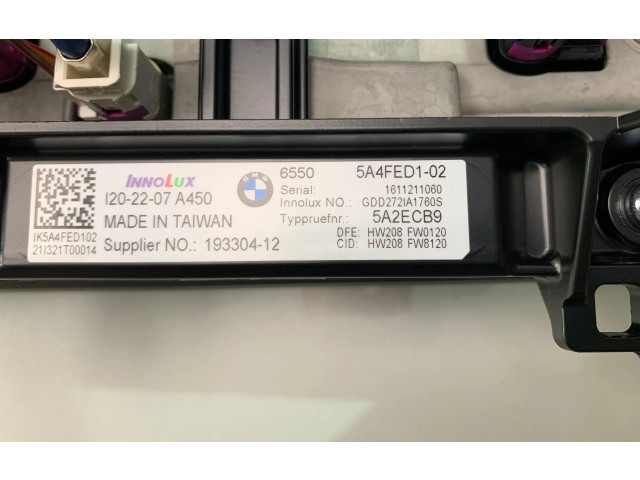 INNOLUX
I20-22-07 A450
MADE IN TAIWAN
Supplier NO.: 193304-12
IK5A4FED102
21I321T00014
BMW
6550 5A4FED1-02
Serial: 1611211060
Innolux NO.: GDD272IA1760S
Typpruefnr.: 5A2ECB9
DFE: HW208 FW0120
CID: HW208 FW8120